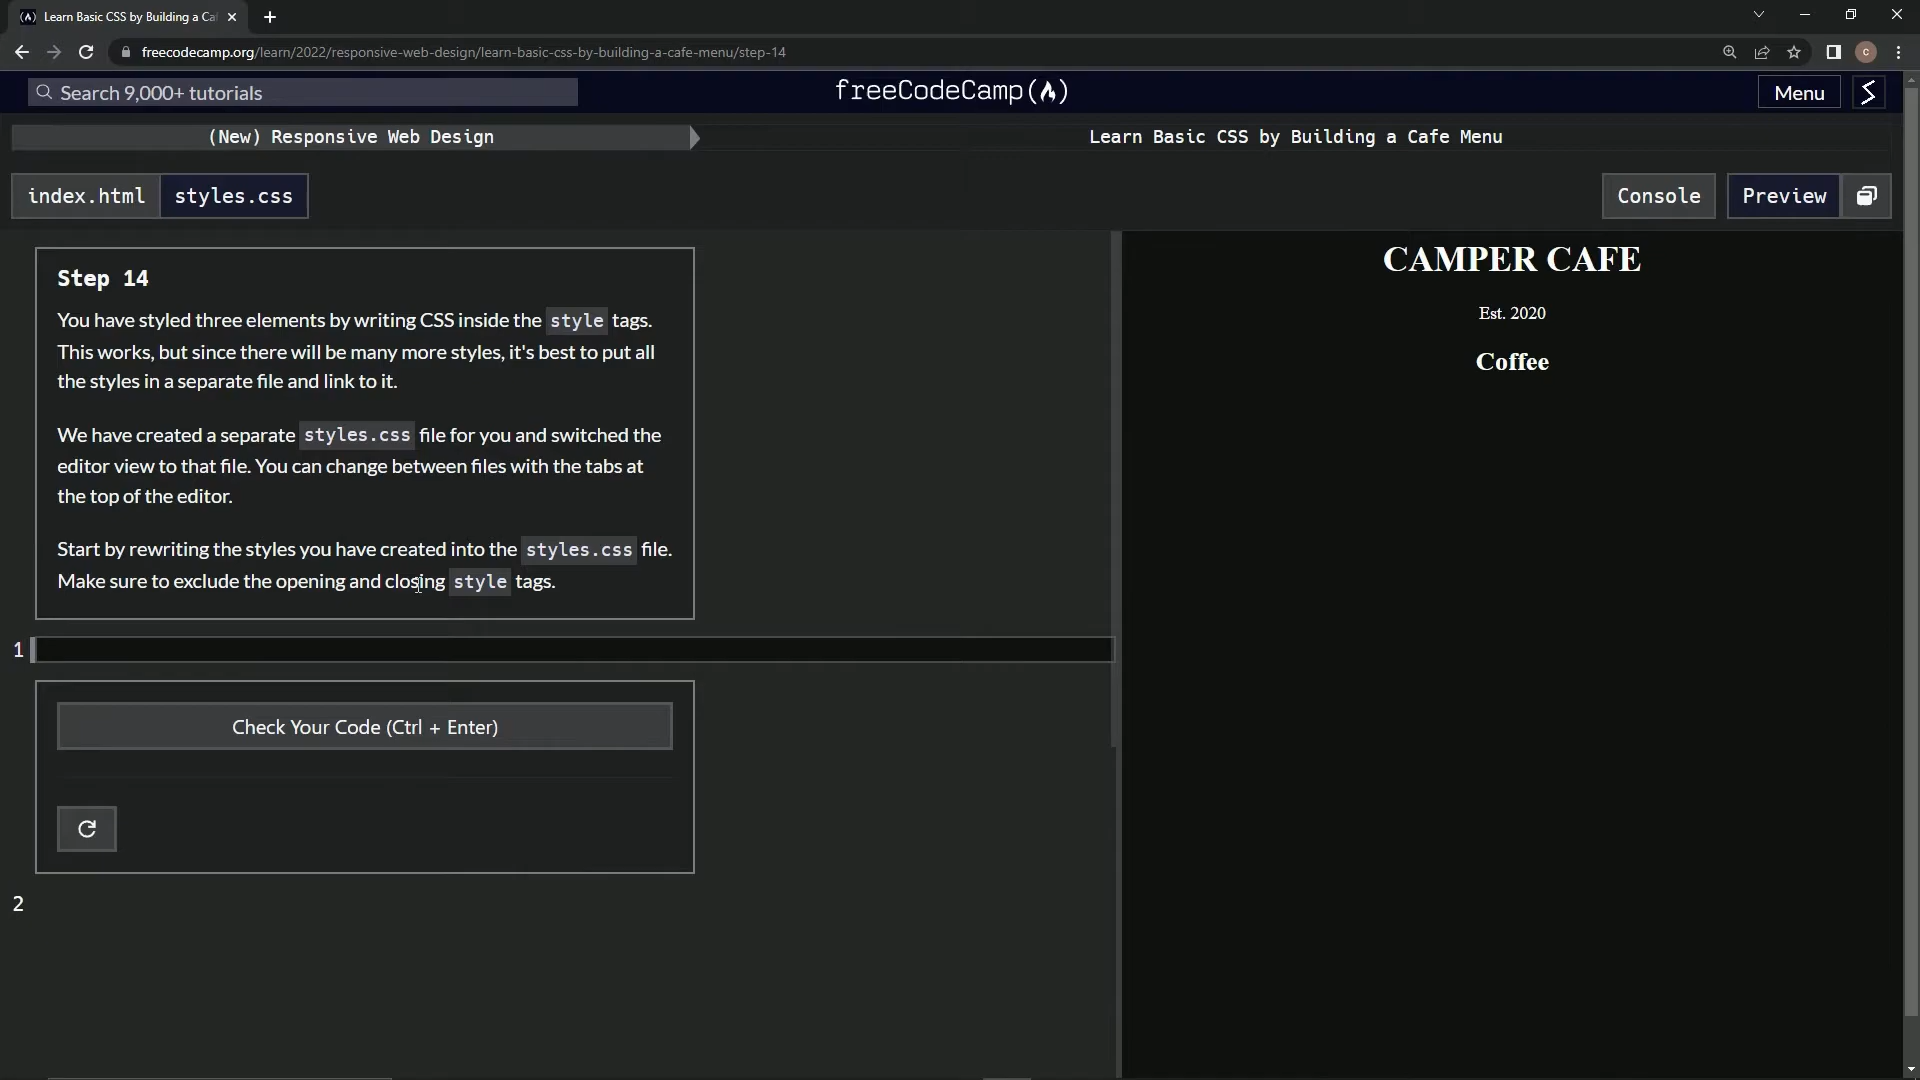 Learn Basic CSS by Building a Ca
freecodecamp.org/learn/2022/responsive-web-design/learn-basic-css-by-building-a-cafe-menu/step-14
c
Search 9,000+ tutorials
freeCodeCamp
Menu
(New) Responsive Web Design
Learn Basic CSS by Building a Cafe Menu
index.html
styles.css
Console
Preview
Step 14
You have styled three elements by writing CSS inside the style tags.
This works, but since there will be many more styles, it's best to put all
the styles in a separate file and link to it.
We have created a separate styles.css file for you and switched the
editor view to that file. You can change between files with the tabs at
the top of the editor.
Start by rewriting the styles you have created into the styles.css file.
Make sure to exclude the opening and closing style tags.
1
Check Your Code (Ctrl + Enter)
2
CAMPER CAFE
Est. 2020
Coffee